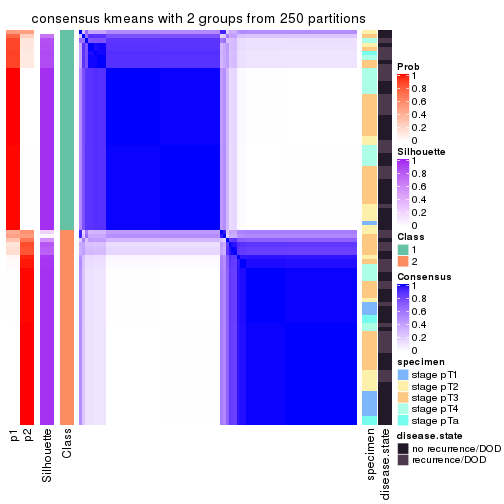 consensus kmeans with 2 groups from 250 partitions
Prob
1
0.8
0.6
0.4
0.2
0
Silhouette
1
0.8
0.6
0.4
0.2
0
Class
1
2
Consensus
1
0.8
0.6
0.4
0.2
0
specimen
stage pT1
stage pT2
stage pT3
stage pT4
stage pTa
disease.state
no recurrence/DOD
recurrence/DOD
p1
p2
Silhouette
Class
specimen
disease.state